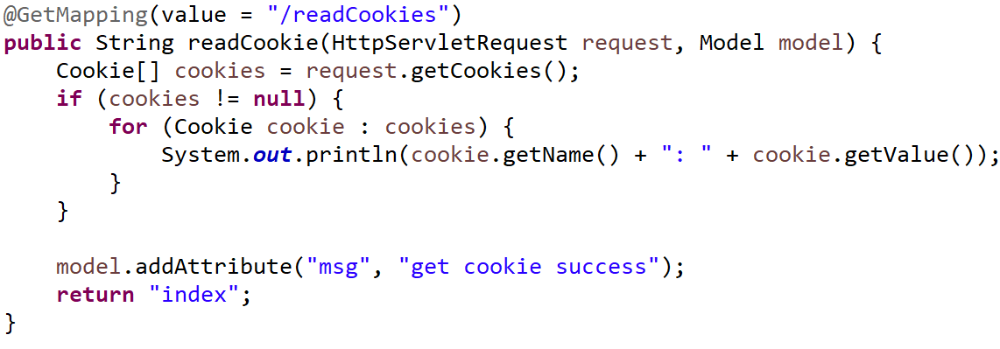 @GetMapping(value = "/readCookies")
public String readCookie(HttpServletRequest request, Model model) {
    Cookie[] cookies = request.getCookies();
    if (cookies != null) {
        for (Cookie cookie : cookies) {
            System.out.println(cookie.getName() + ": " + cookie.getValue());
        }
    }

    model.addAttribute("msg", "get cookie success");
    return "index";
}